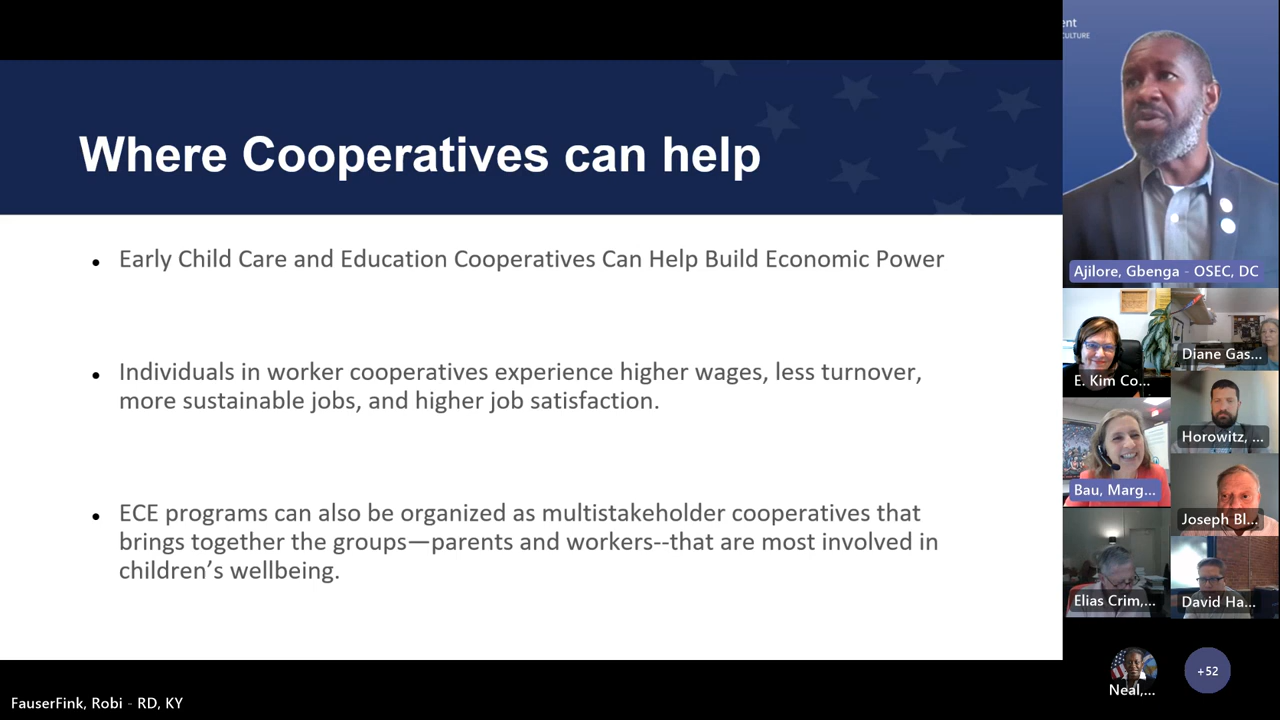 Where Cooperatives can help
• Early Child Care and Education Cooperatives Can Help Build Economic Power
• Individuals in worker cooperatives experience higher wages, less turnover,
more sustainable jobs, and higher job satisfaction.
• ECE programs can also be organized as multistakeholder cooperatives that
brings together the groups—parents and workers--that are most involved in
children’s wellbeing.
FauserFink, Robi - RD, KY
ent
CULTURE
Ajilore, Gbenga - OSEC, DC
E. Kim Co...
Diane Gas...
Horowitz, ...
Bau, Marg...
Joseph Bl...
Elias Crim,...
David Ha...
Neal,...
+52